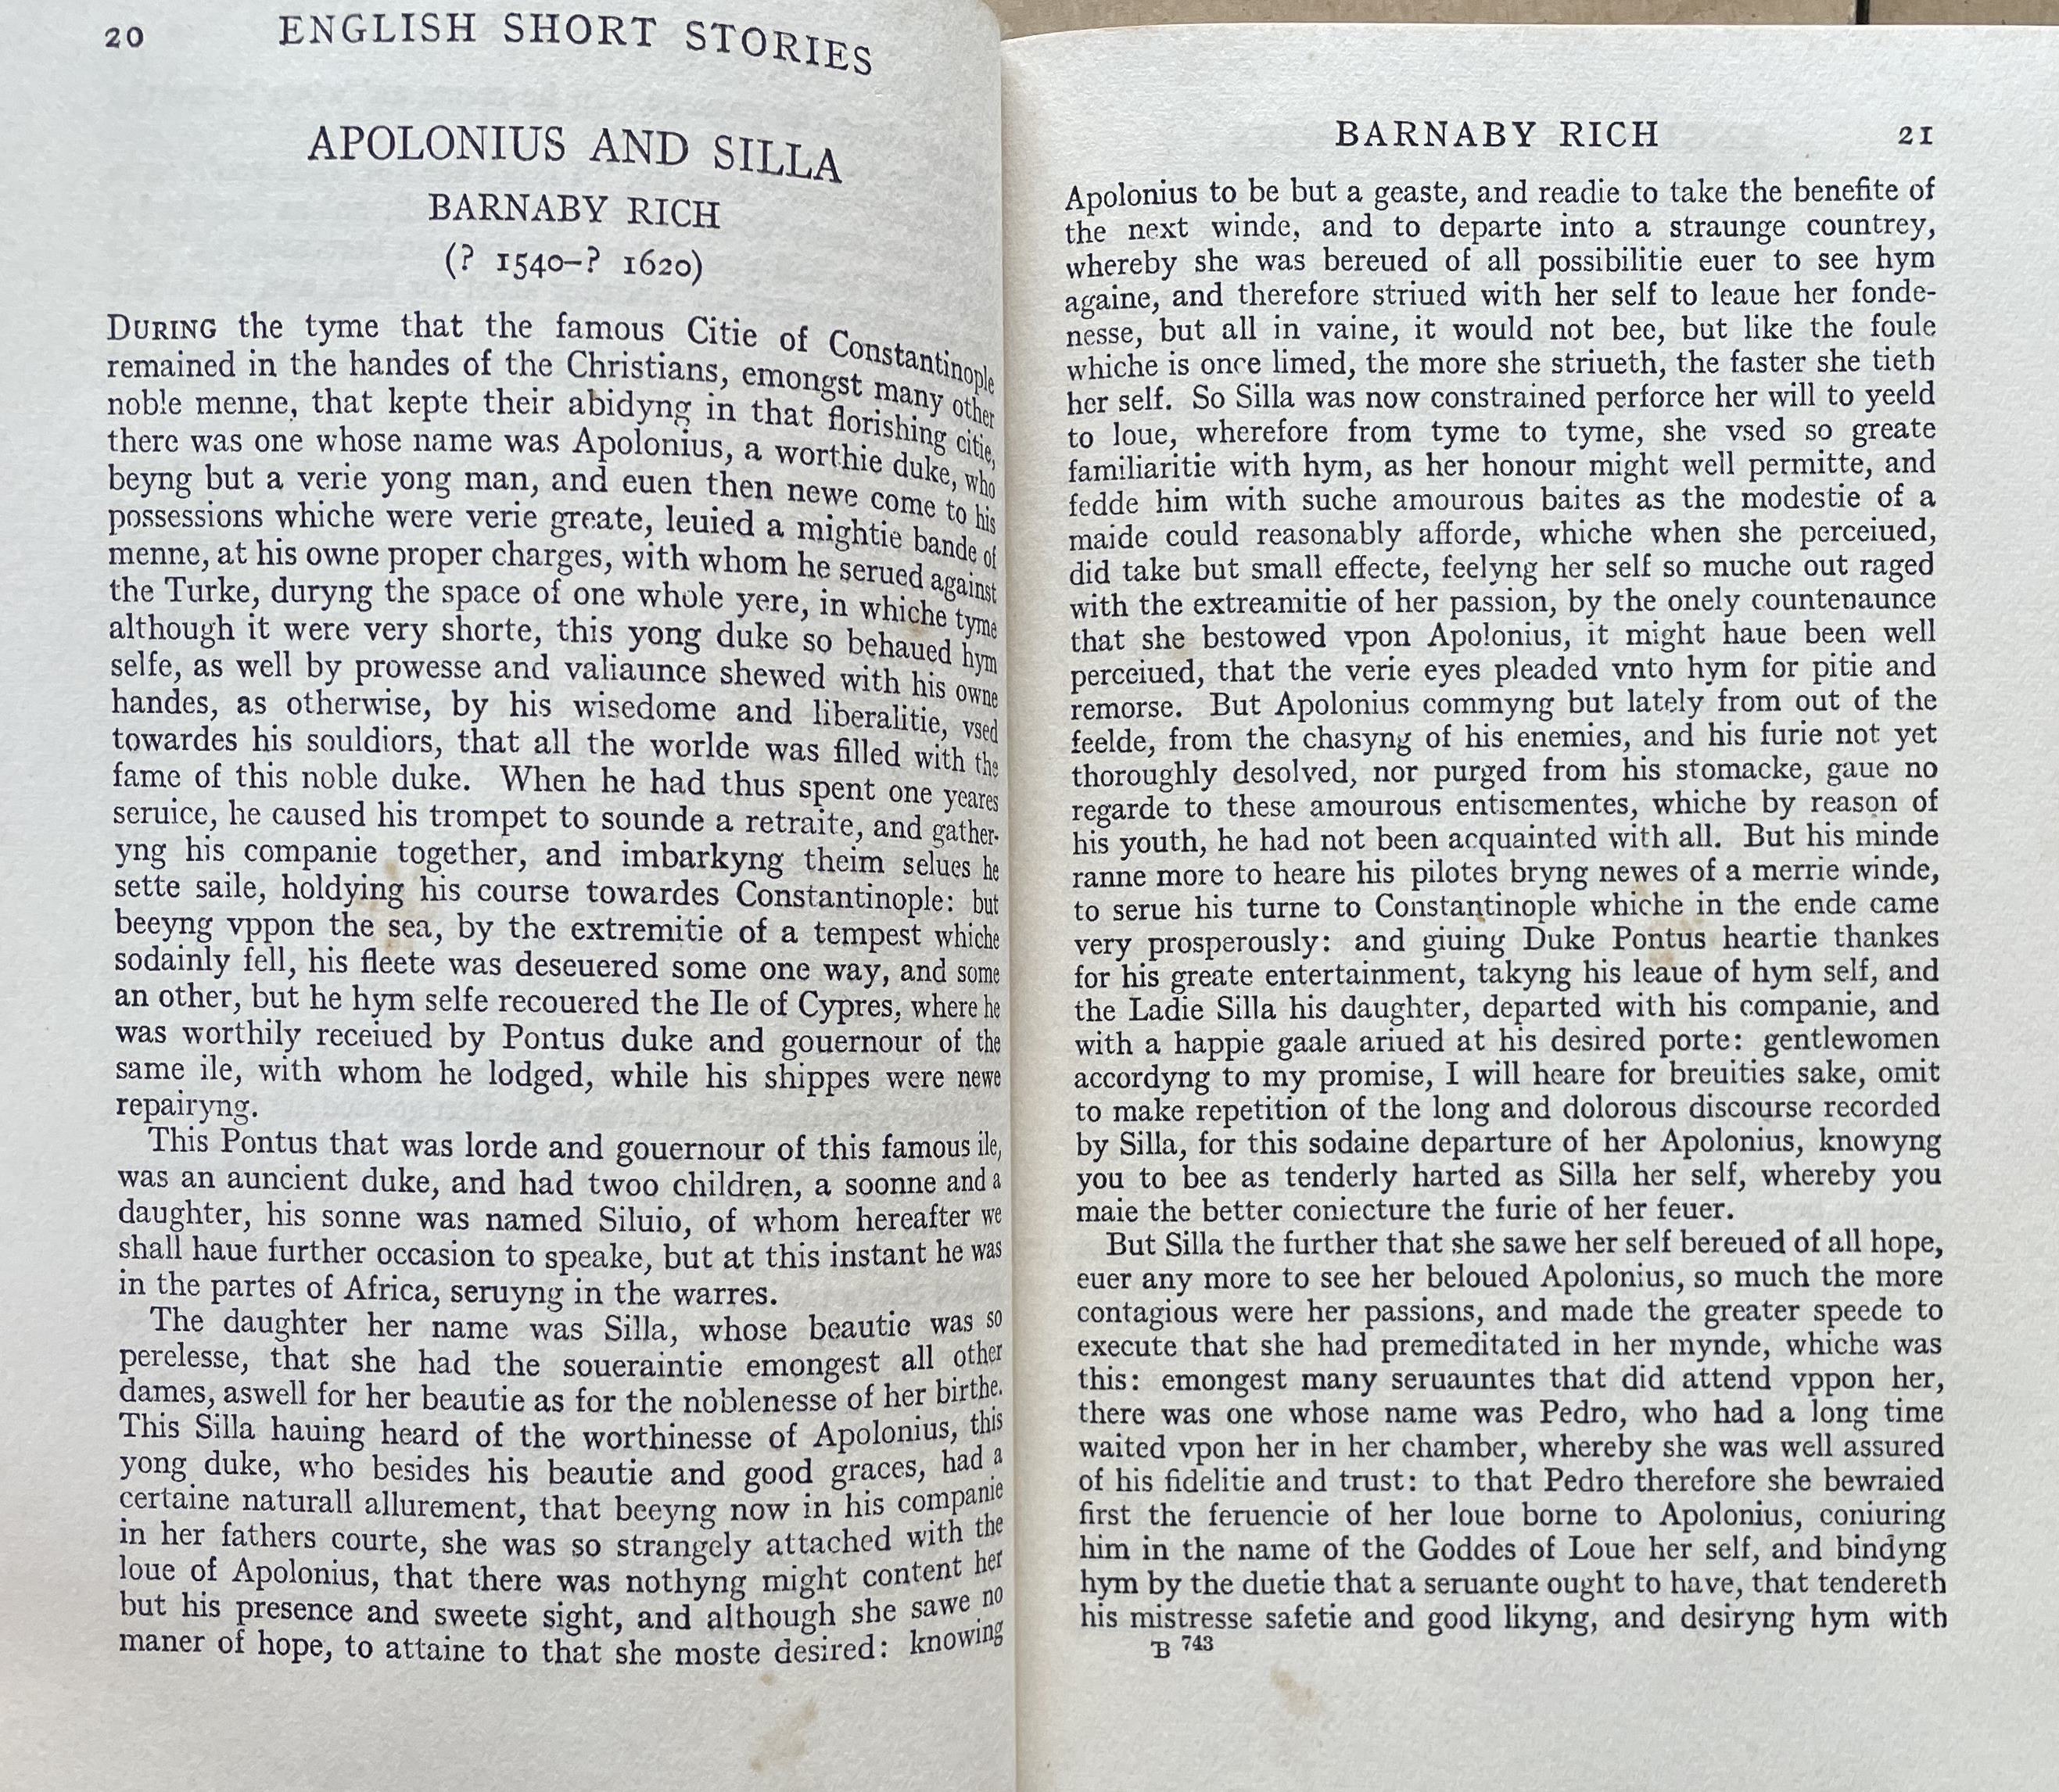 20 ENGLISH SHORT STORIES
APOLONIUS AND SILLA
BARNABY RICH
(? 1540–? 1620)
DURING the tyme that the famous Citie of Constantinople
remained in the handes of the Christians, emongst many other
noble menne, that kepte their abidyng in that florishing citie,
there was one whose name was Apolonius, a worthie duke, who
beyng but a verie yong man, and euen then newe come to his
possessions whiche were verie greate, leuied a mightie bande of
menne, at his owne proper charges, with whom he serued against
the Turke, duryng the space of one whole yere, in whiche tyme
although it were very shorte, this yong duke so behaued hym
selfe, as well by prowesse and valiaunce shewed with his owne
handes, as otherwise, by his wisedome and liberalitie, vsed
towardes his souldiors, that all the worlde was filled with the
fame of this noble duke. When he had thus spent one yeares
seruice, he caused his trompet to sounde a retraite, and gather-
yng his companie together, and imbarkyng theim selues he
sette saile, holdying his course towardes Constantinople: but
beeyng vppon the sea, by the extremitie of a tempest whiche
sodainly fell, his fleete was deseuered some one way, and some
an other, but he hym selfe recouered the Ile of Cypres, where he
was worthily receiued by Pontus duke and gouernour of the
same ile, with whom he lodged, while his shippes were newe
repairyng.
This Pontus that was lorde and gouernour of this famous ile,
was an auncient duke, and had twoo children, a soonne and a
daughter, his sonne was named Siluio, of whom hereafter we
shall haue further occasion to speake, but at this instant he was
in the partes of Africa, seruyng in the warres.
The daughter her name was Silla, whose beautie was so
perelesse, that she had the soueraintie emongest all other
dames, aswell for her beautie as for the noblenesse of her birthe.
This Silla hauing heard of the worthinesse of Apolonius, this
yong duke, who besides his beautie and good graces, had a
certaine naturall allurement, that beeyng now in his companie
in her fathers courte, she was so strangely attached with the
loue of Apolonius, that there was nothyng might content her
but his presence and sweete sight, and although she sawe no
maner of hope, to attaine to that she moste desired: knowing
BARNABY RICH 21
Apolonius to be but a geaste, and readie to take the benefite of
the next winde, and to departe into a straunge countrey,
whereby she was bereued of all possibilitie euer to see hym
againe, and therefore striued with her self to leaue her fonde-
nesse, but all in vaine, it would not bee, but like the foule
whiche is once limed, the more she striueth, the faster she tieth
her self. So Silla was now constrained perforce her will to yeeld
to loue, wherefore from tyme to tyme, she vsed so greate
familiaritie with hym, as her honour might well permitte, and
fedde him with suche amourous baites as the modestie of a
maide could reasonably afforde, whiche when she perceiued,
did take but small effecte, feelyng her self so muche out raged
with the extreamitie of her passion, by the onely countenaunce
that she bestowed vpon Apolonius, it might haue been well
perceiued, that the verie eyes pleaded vnto hym for pitie and
remorse. But Apolonius commyng but lately from out of the
feelde, from the chasyng of his enemies, and his furie not yet
thoroughly desolved, nor purged from his stomacke, gaue no
regarde to these amourous entisementes, whiche by reason of
his youth, he had not been acquainted with all. But his minde
ranne more to heare his pilotes bryng newes of a merrie winde,
to serue his turne to Constantinople whiche in the ende came
very prosperously: and giuing Duke Pontus heartie thankes
for his greate entertainment, takyng his leaue of hym self, and
the Ladie Silla his daughter, departed with his companie, and
with a happie gaale ariued at his desired porte: gentlewomen
accordyng to my promise, I will heare for breuities sake, omit
to make repetition of the long and dolorous discourse recorded
by Silla, for this sodaine departure of her Apolonius, knowyng
you to bee as tenderly harted as Silla her self, whereby you
maie the better coniecture the furie of her feuer.
But Silla the further that she sawe her self bereued of all hope,
euer any more to see her beloued Apolonius, so much the more
contagious were her passions, and made the greater speede to
execute that she had premeditated in her mynde, whiche was
this: emongest many seruauntes that did attend vppon her,
there was one whose name was Pedro, who had a long time
waited vpon her in her chamber, whereby she was well assured
of his fidelitie and trust: to that Pedro therefore she bewraied
first the feruencie of her loue borne to Apolonius, coniuring
him in the name of the Goddes of Loue her self, and bindyng
hym by the duetie that a seruante ought to have, that tendereth
his mistresse safetie and good likyng, and desiryng hym with
B 743